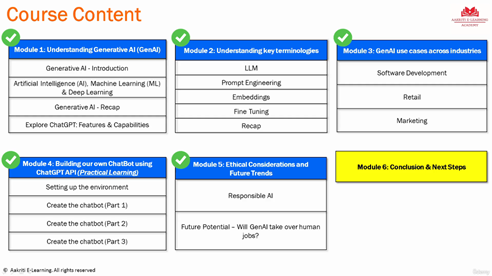 Course Content
AAKRITI E-LEARNING
ACADEMY
Module 1: Understanding Generative AI (GenAI)
Generative AI - Introduction
Artificial Intelligence (AI), Machine Learning (ML)
& Deep Learning
Generative AI - Recap
Explore ChatGPT: Features & Capabilities
Module 2: Understanding key terminologies
LLM
Prompt Engineering
Embeddings
Fine Tuning
Recap
Module 3: GenAI use cases across industries
Software Development
Retail
Marketing
Module 4: Building our own ChatBot using
ChatGPT API (Practical Learning)
Setting up the environment
Create the chatbot (Part 1)
Create the chatbot (Part 2)
Create the chatbot (Part 3)
Module 5: Ethical Considerations and
Future Trends
Responsible AI
Future Potential – Will GenAI take over human
jobs?
Module 6: Conclusion & Next Steps
© Aakriti E-Learning. All rights reserved
Udemy